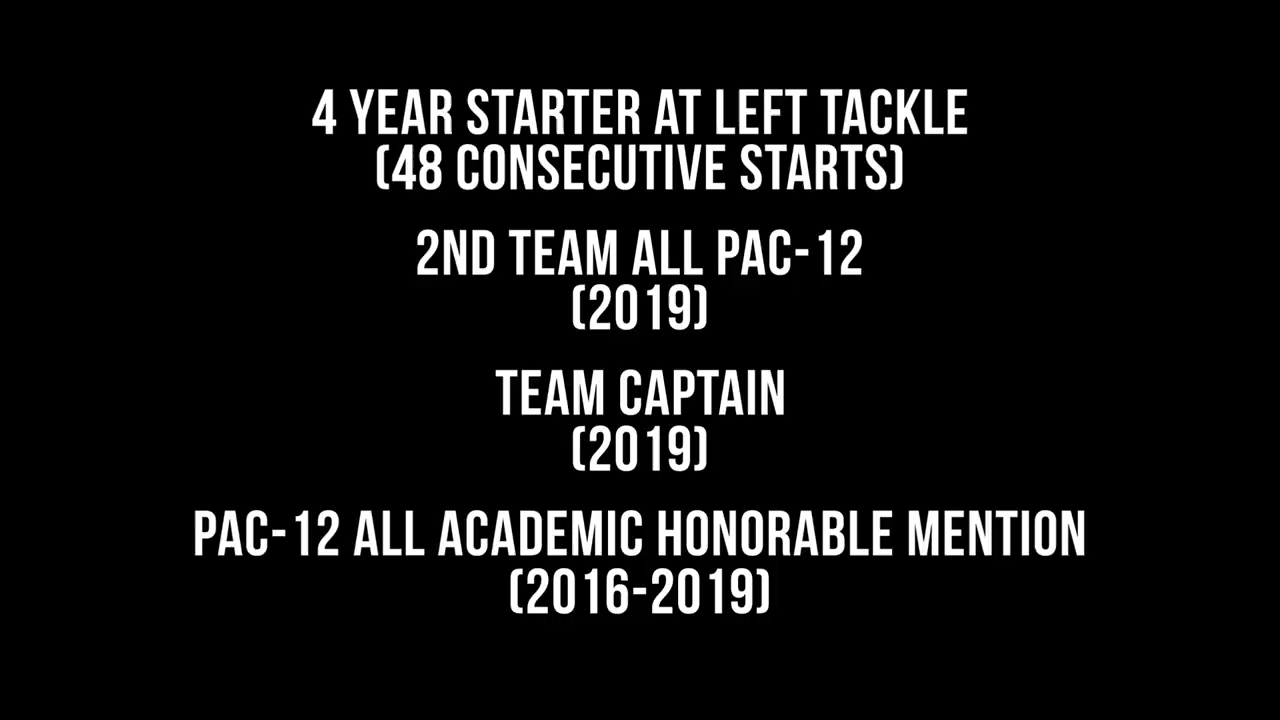 4 YEAR STARTER AT LEFT TACKLE
(48 CONSECUTIVE STARTS)
2ND TEAM ALL PAC-12
(2019)
TEAM CAPTAIN
(2019)
PAC-12 ALL ACADEMIC HONORABLE MENTION
(2016-2019)